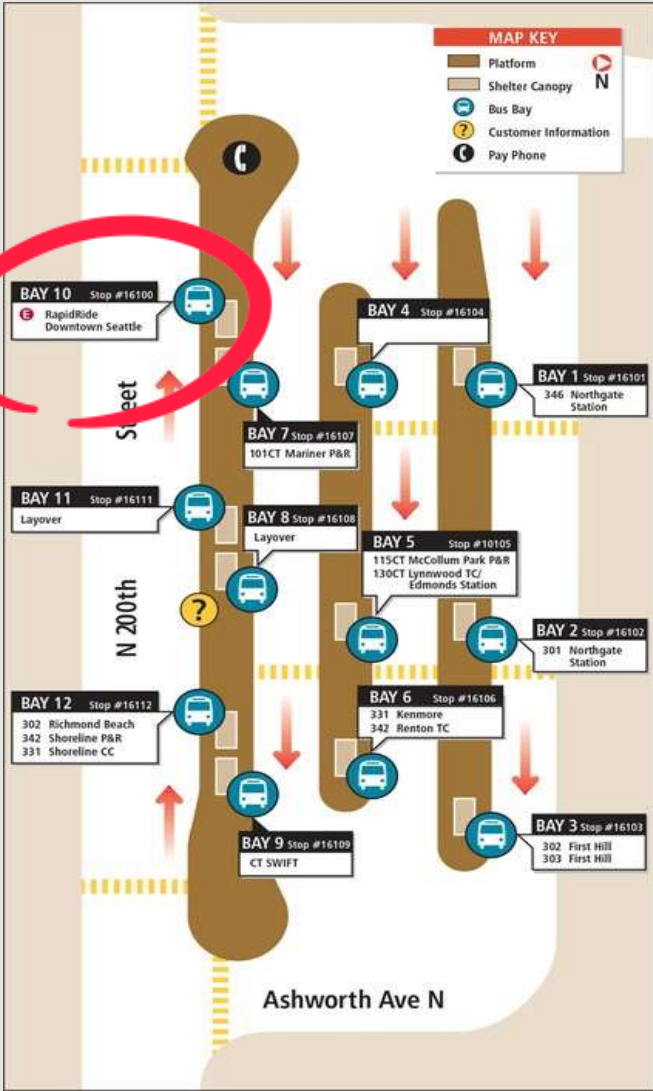 MAP KEY
Platform
N
Shelter Canopy
Bus Bay
?
Customer Information
Pay Phone
BAY 10 Stop #16100
E RapidRide
Downtown Seattle
BAY 4 Stop #16104
BAY 1 Stop #16101
346 Northgate
Station
Street
BAY 7 Stop #16107
101CT Mariner P&R
BAY 11 Stop #16111
Layover
BAY 8 Stop #16108
Layover
BAY 5 Stop #10105
115CT McCollum Park P&R
130CT Lynnwood TC/
Edmonds Station
?
N 200th
BAY 2 Stop #16102
301 Northgate
Station
BAY 12 Stop #16112
302 Richmond Beach
342 Shoreline P&R
331 Shoreline CC
BAY 6 Stop #16106
331 Kenmore
342 Renton TC
BAY 9 Stop #16109
CT SWIFT
BAY 3 Stop #16103
302 First Hill
303 First Hill
Ashworth Ave N